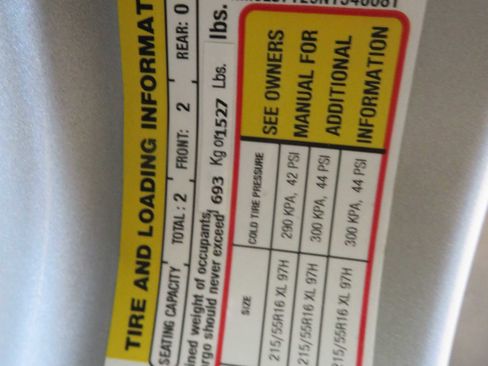 TIRE AND LOADING INFORMAT
SEATING CAPACITY TOTAL : 2 FRONT: 2 REAR: 0
ined weight of occupants,
rgo should never exceed 693 Kg or 1527 Lbs. lbs.
SIZE COLD TIRE PRESSURE SEE OWNERS
MANUAL FOR
ADDITIONAL
INFORMATION
215/55R16 XL 97H 290 KPA, 42 PSI
215/55R16 XL 97H 300 KPA, 44 PSI
215/55R16 XL 97H 300 KPA, 44 PSI